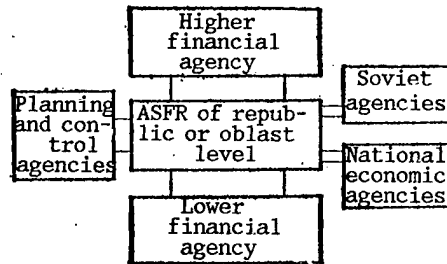 Higher
financial
agency
Planning
and con-
trol
agencies
ASFR of repub-
lic or oblast
level
Soviet
agencies
National
economic
agencies
Lower
financial
agency